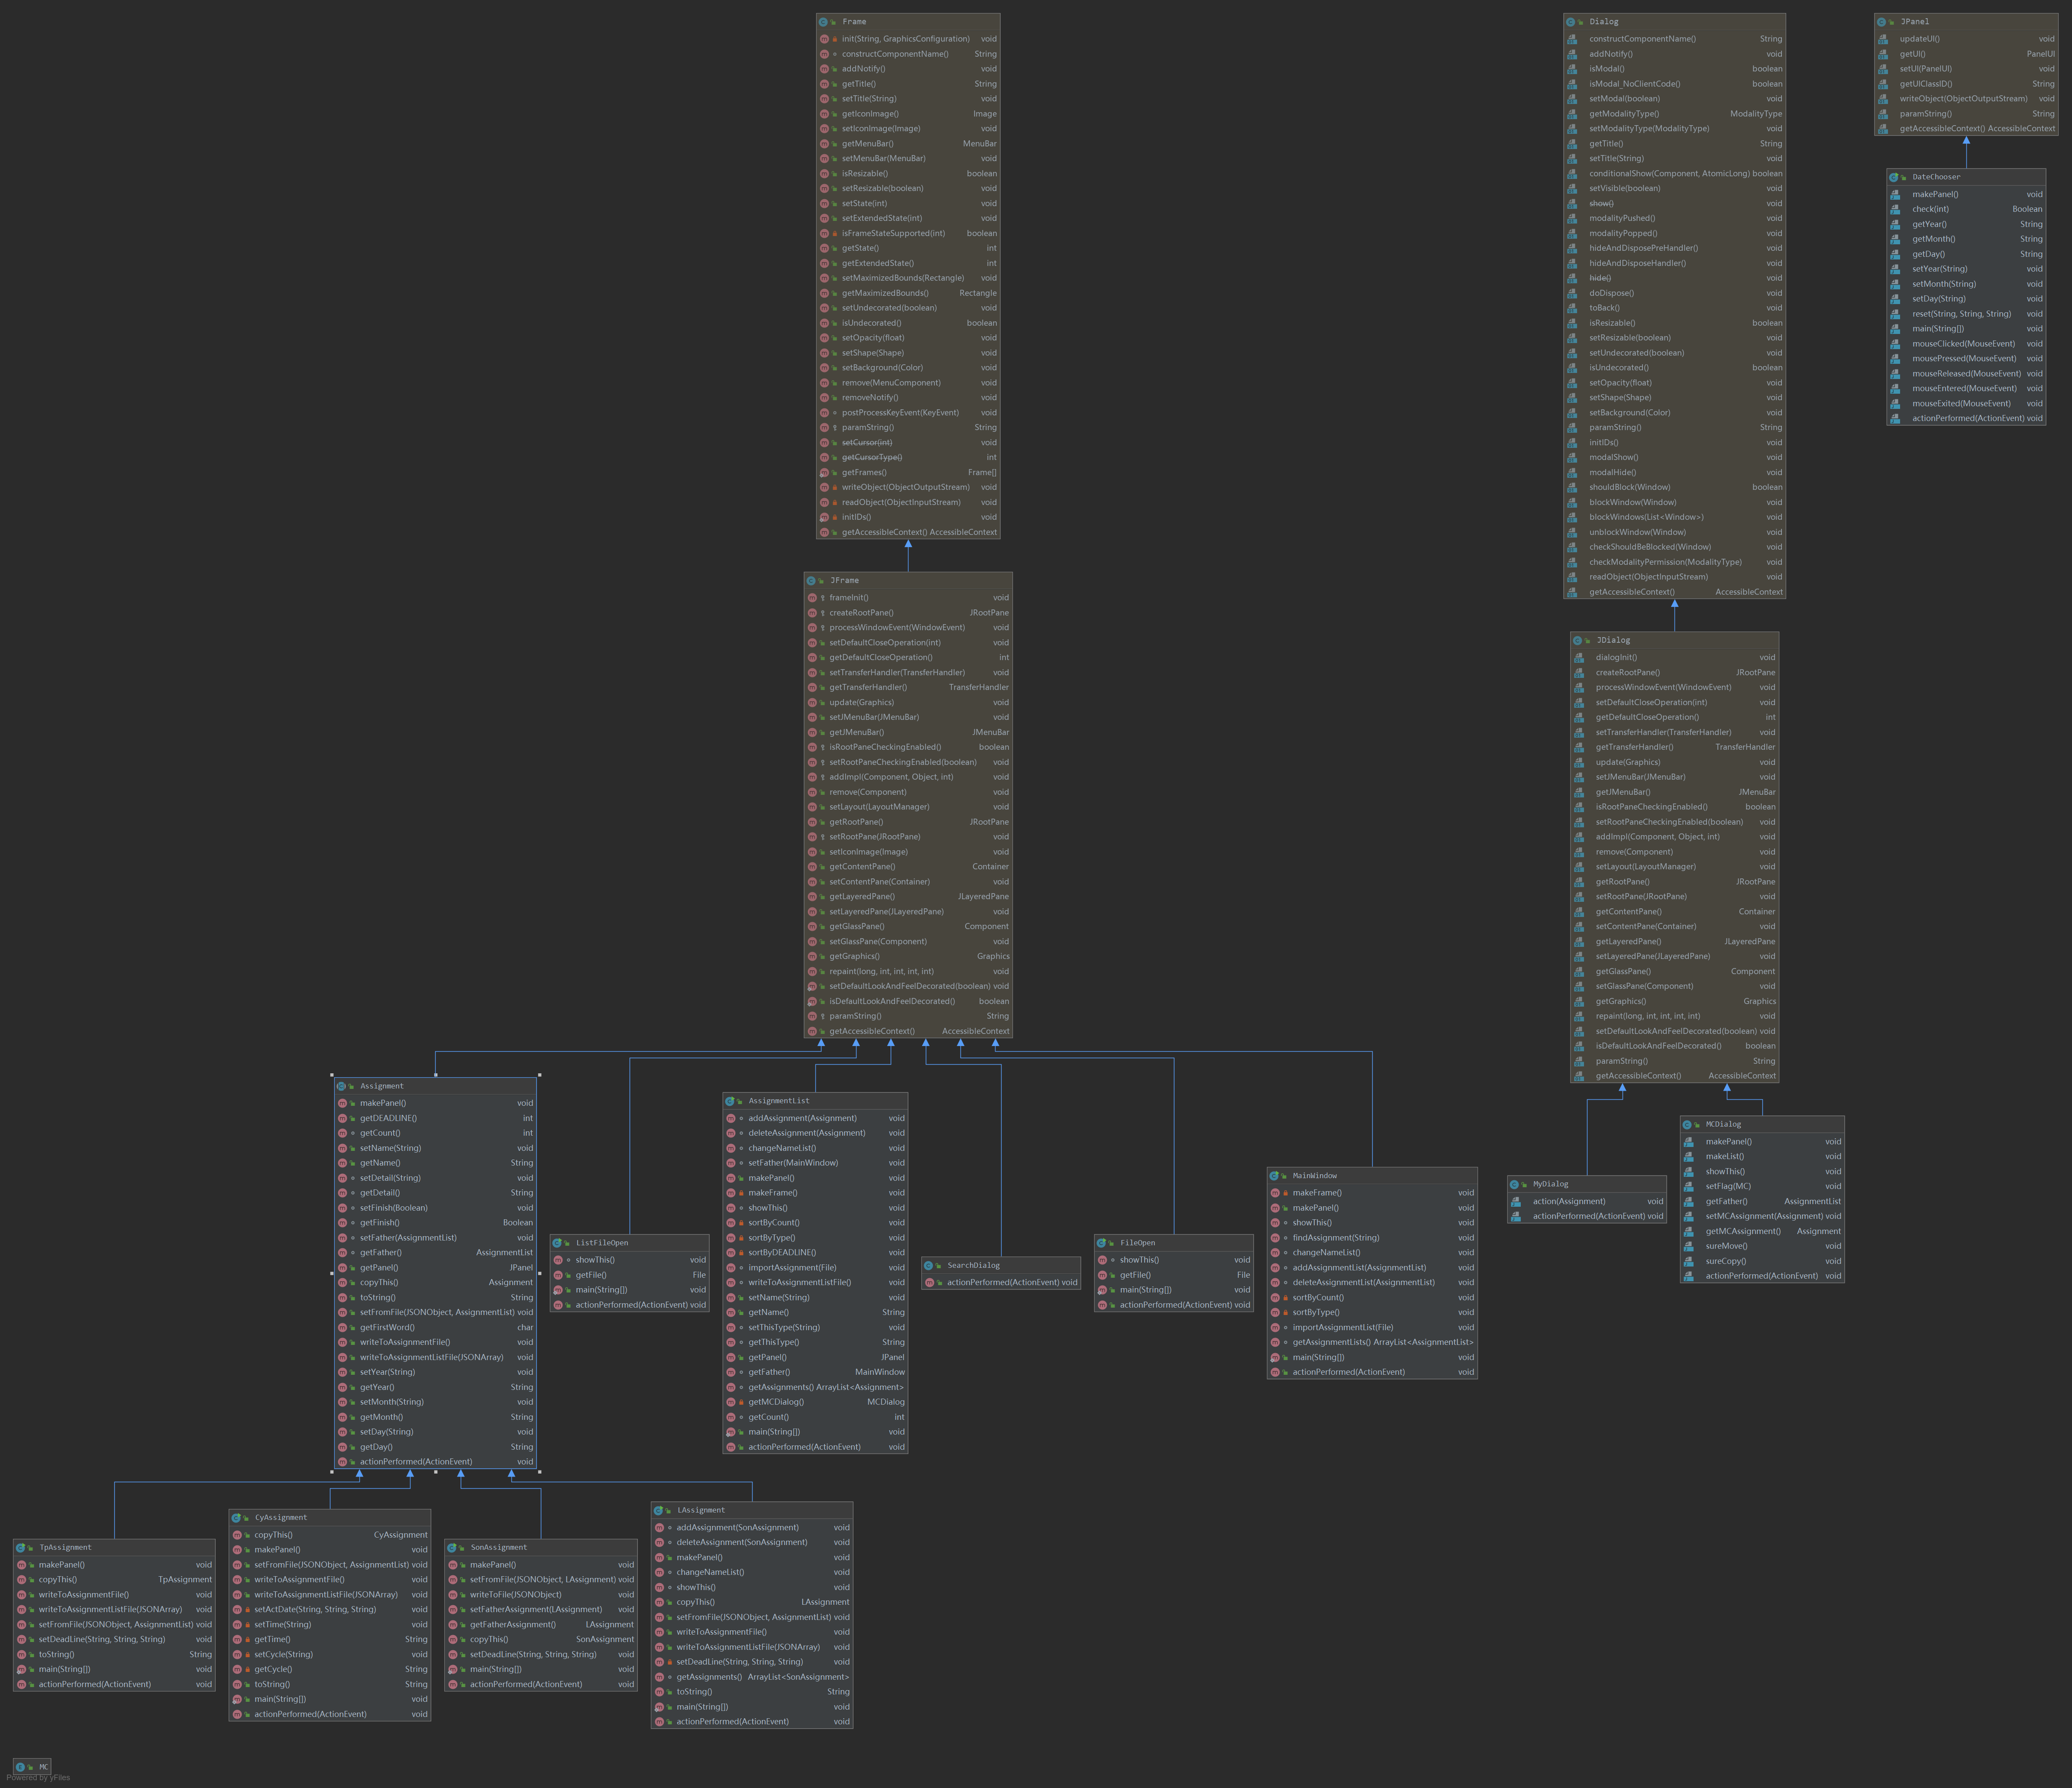 Frame
init(String, GraphicsConfiguration) void
constructComponentName() String
addNotify() void
getTitle() String
setTitle(String) void
getIconImage() Image
setIconImage(Image) void
getMenuBar() MenuBar
setMenuBar(MenuBar) void
isResizable() boolean
setResizable(boolean) void
setState(int) void
setExtendedState(int) void
isFrameStateSupported(int) boolean
getState() int
getExtendedState() int
setMaximizedBounds(Rectangle) void
getMaximizedBounds() Rectangle
setUndecorated(boolean) void
isUndecorated() boolean
setOpacity(float) void
setShape(Shape) void
setBackground(Color) void
remove(MenuComponent) void
removeNotify() void
postProcessKeyEvent(KeyEvent) void
paramString() String
setCursor(int) void
getCursorType() int
getFrames() Frame[]
writeObject(ObjectOutputStream) void
readObject(ObjectInputStream) void
initIDs() void
getAccessibleContext() AccessibleContext
Dialog
constructComponentName() String
addNotify() void
isModal() boolean
isModal_NoClientCode() boolean
setModal(boolean) void
getModalityType() ModalityType
setModalityType(ModalityType) void
getTitle() String
setTitle(String) void
conditionalShow(Component, AtomicLong) boolean
setVisible(boolean) void
show() void
modalityPushed() void
modalityPopped() void
hideAndDisposePreHandler() void
hideAndDisposeHandler() void
hide() void
doDispose() void
toBack() void
isResizable() boolean
setResizable(boolean) void
setUndecorated(boolean) void
isUndecorated() boolean
setOpacity(float) void
setShape(Shape) void
setBackground(Color) void
paramString() String
initIDs() void
modalShow() void
modalHide() void
shouldBlock(Window) boolean
blockWindow(Window) void
blockWindows(List<Window>) void
unblockWindow(Window) void
checkShouldBeBlocked(Window) void
checkModalityPermission(ModalityType) void
readObject(ObjectInputStream) void
getAccessibleContext() AccessibleContext
JPanel
updateUI() void
getUI() PanelUI
setUI(PanelUI) void
getUIClassID() String
writeObject(ObjectOutputStream) void
paramString() String
getAccessibleContext() AccessibleContext
DateChooser
makePanel() void
check(int) Boolean
getYear() String
getMonth() String
getDay() String
setYear(String) void
setMonth(String) void
setDay(String) void
reset(String, String, String) void
main(String[]) void
mouseClicked(MouseEvent) void
mousePressed(MouseEvent) void
mouseReleased(MouseEvent) void
mouseEntered(MouseEvent) void
mouseExited(MouseEvent) void
actionPerformed(ActionEvent) void
JFrame
frameInit() void
createRootPane() JRootPane
processWindowEvent(WindowEvent) void
setDefaultCloseOperation(int) void
getDefaultCloseOperation() int
setTransferHandler(TransferHandler) void
getTransferHandler() TransferHandler
update(Graphics) void
setJMenuBar(JMenuBar) void
getJMenuBar() JMenuBar
isRootPaneCheckingEnabled() boolean
setRootPaneCheckingEnabled(boolean) void
addImpl(Component, Object, int) void
remove(Component) void
setLayout(LayoutManager) void
getRootPane() JRootPane
setRootPane(JRootPane) void
setIconImage(Image) void
getContentPane() Container
setContentPane(Container) void
getLayeredPane() JLayeredPane
setLayeredPane(JLayeredPane) void
getGlassPane() Component
setGlassPane(Component) void
getGraphics() Graphics
repaint(long, int, int, int, int) void
setDefaultLookAndFeelDecorated(boolean) void
isDefaultLookAndFeelDecorated() boolean
paramString() String
getAccessibleContext() AccessibleContext
JDialog
dialogInit() void
createRootPane() JRootPane
processWindowEvent(WindowEvent) void
setDefaultCloseOperation(int) void
getDefaultCloseOperation() int
setTransferHandler(TransferHandler) void
getTransferHandler() TransferHandler
update(Graphics) void
setJMenuBar(JMenuBar) void
getJMenuBar() JMenuBar
isRootPaneCheckingEnabled() boolean
setRootPaneCheckingEnabled(boolean) void
addImpl(Component, Object, int) void
remove(Component) void
setLayout(LayoutManager) void
getRootPane() JRootPane
setRootPane(JRootPane) void
getContentPane() Container
setContentPane(Container) void
getLayeredPane() JLayeredPane
setLayeredPane(JLayeredPane) void
getGlassPane() Component
setGlassPane(Component) void
getGraphics() Graphics
repaint(long, int, int, int, int) void
setDefaultLookAndFeelDecorated(boolean) void
isDefaultLookAndFeelDecorated() boolean
paramString() String
getAccessibleContext() AccessibleContext
Assignment
makePanel() void
getDEADLINE() int
getCount() int
setName(String) void
getName() String
setDetail(String) void
getDetail() String
setFinish(Boolean) void
getFinish() Boolean
setFather(AssignmentList) void
getFather() AssignmentList
getPanel() JPanel
copyThis() Assignment
toString() String
setFromFile(JSONObject, AssignmentList) void
getFirstWord() char
writeToAssignmentFile() void
writeToAssignmentListFile(JSONArray) void
setYear(String) void
getYear() String
setMonth(String) void
getMonth() String
setDay(String) void
getDay() String
actionPerformed(ActionEvent) void
ListFileOpen
showThis() void
getFile() File
main(String[]) void
actionPerformed(ActionEvent) void
AssignmentList
addAssignment(Assignment) void
deleteAssignment(Assignment) void
changeNameList() void
setFather(MainWindow) void
makePanel() void
makeFrame() void
showThis() void
sortByCount() void
sortByType() void
sortByDEADLINE() void
importAssignment(File) void
writeToAssignmentListFile() void
setName(String) void
getName() String
setThisType(String) void
getThisType() String
getPanel() JPanel
getFather() MainWindow
getAssignments() ArrayList<Assignment>
getMCDialog() MCDialog
getCount() int
main(String[]) void
actionPerformed(ActionEvent) void
SearchDialog
actionPerformed(ActionEvent) void
FileOpen
showThis() void
getFile() File
main(String[]) void
actionPerformed(ActionEvent) void
MainWindow
makeFrame() void
makePanel() void
showThis() void
findAssignment(String) void
changeNameList() void
addAssignmentList(AssignmentList) void
deleteAssignmentList(AssignmentList) void
sortByCount() void
sortByType() void
importAssignmentList(File) void
getAssignmentLists() ArrayList<AssignmentList>
main(String[]) void
actionPerformed(ActionEvent) void
MyDialog
action(Assignment) void
actionPerformed(ActionEvent) void
MCDialog
makePanel() void
makeList() void
showThis() void
setFlag(MC) void
getFather() AssignmentList
setMCAssignment(Assignment) void
getMCAssignment() Assignment
sureMove() void
sureCopy() void
actionPerformed(ActionEvent) void
TpAssignment
makePanel() void
copyThis() TpAssignment
writeToAssignmentFile() void
writeToAssignmentListFile(JSONArray) void
setFromFile(JSONObject, AssignmentList) void
setDeadLine(String, String, String) void
toString() String
main(String[]) void
actionPerformed(ActionEvent) void
CyAssignment
copyThis() CyAssignment
makePanel() void
setFromFile(JSONObject, AssignmentList) void
writeToAssignmentFile() void
writeToAssignmentListFile(JSONArray) void
setActDate(String, String, String) void
setTime(String) void
getTime() String
setCycle(String) void
getCycle() String
toString() String
main(String[]) void
actionPerformed(ActionEvent) void
SonAssignment
makePanel() void
setFromFile(JSONObject, LAssignment) void
writeToFile(JSONObject) void
setFatherAssignment(LAssignment) void
getFatherAssignment() LAssignment
copyThis() SonAssignment
setDeadLine(String, String, String) void
main(String[]) void
actionPerformed(ActionEvent) void
LAssignment
addAssignment(SonAssignment) void
deleteAssignment(SonAssignment) void
makePanel() void
changeNameList() void
showThis() void
copyThis() LAssignment
setFromFile(JSONObject, AssignmentList) void
writeToAssignmentFile() void
writeToAssignmentListFile(JSONArray) void
setDeadLine(String, String, String) void
getAssignments() ArrayList<SonAssignment>
toString() String
main(String[]) void
actionPerformed(ActionEvent) void
MC
Powered by yFiles